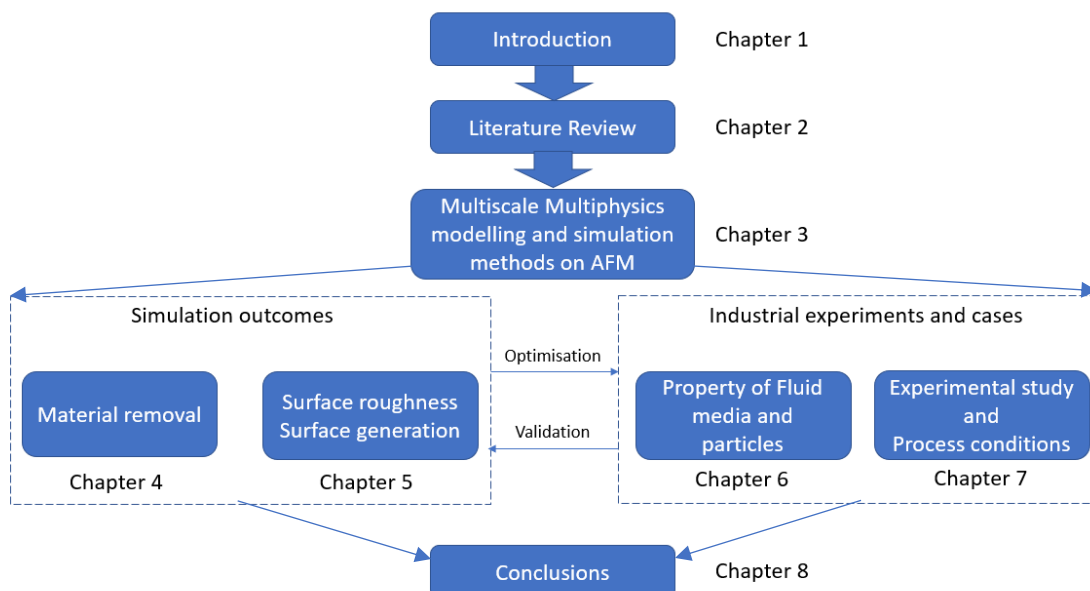 Introduction
Chapter 1
Literature Review
Chapter 2
Multiscale Multiphysics
modelling and simulation
methods on AFM
Chapter 3
Simulation outcomes
Material removal
Chapter 4
Surface roughness
Surface generation
Chapter 5
Optimisation
Validation
Industrial experiments and cases
Property of Fluid
media and
particles
Chapter 6
Experimental study
and
Process conditions
Chapter 7
Conclusions
Chapter 8